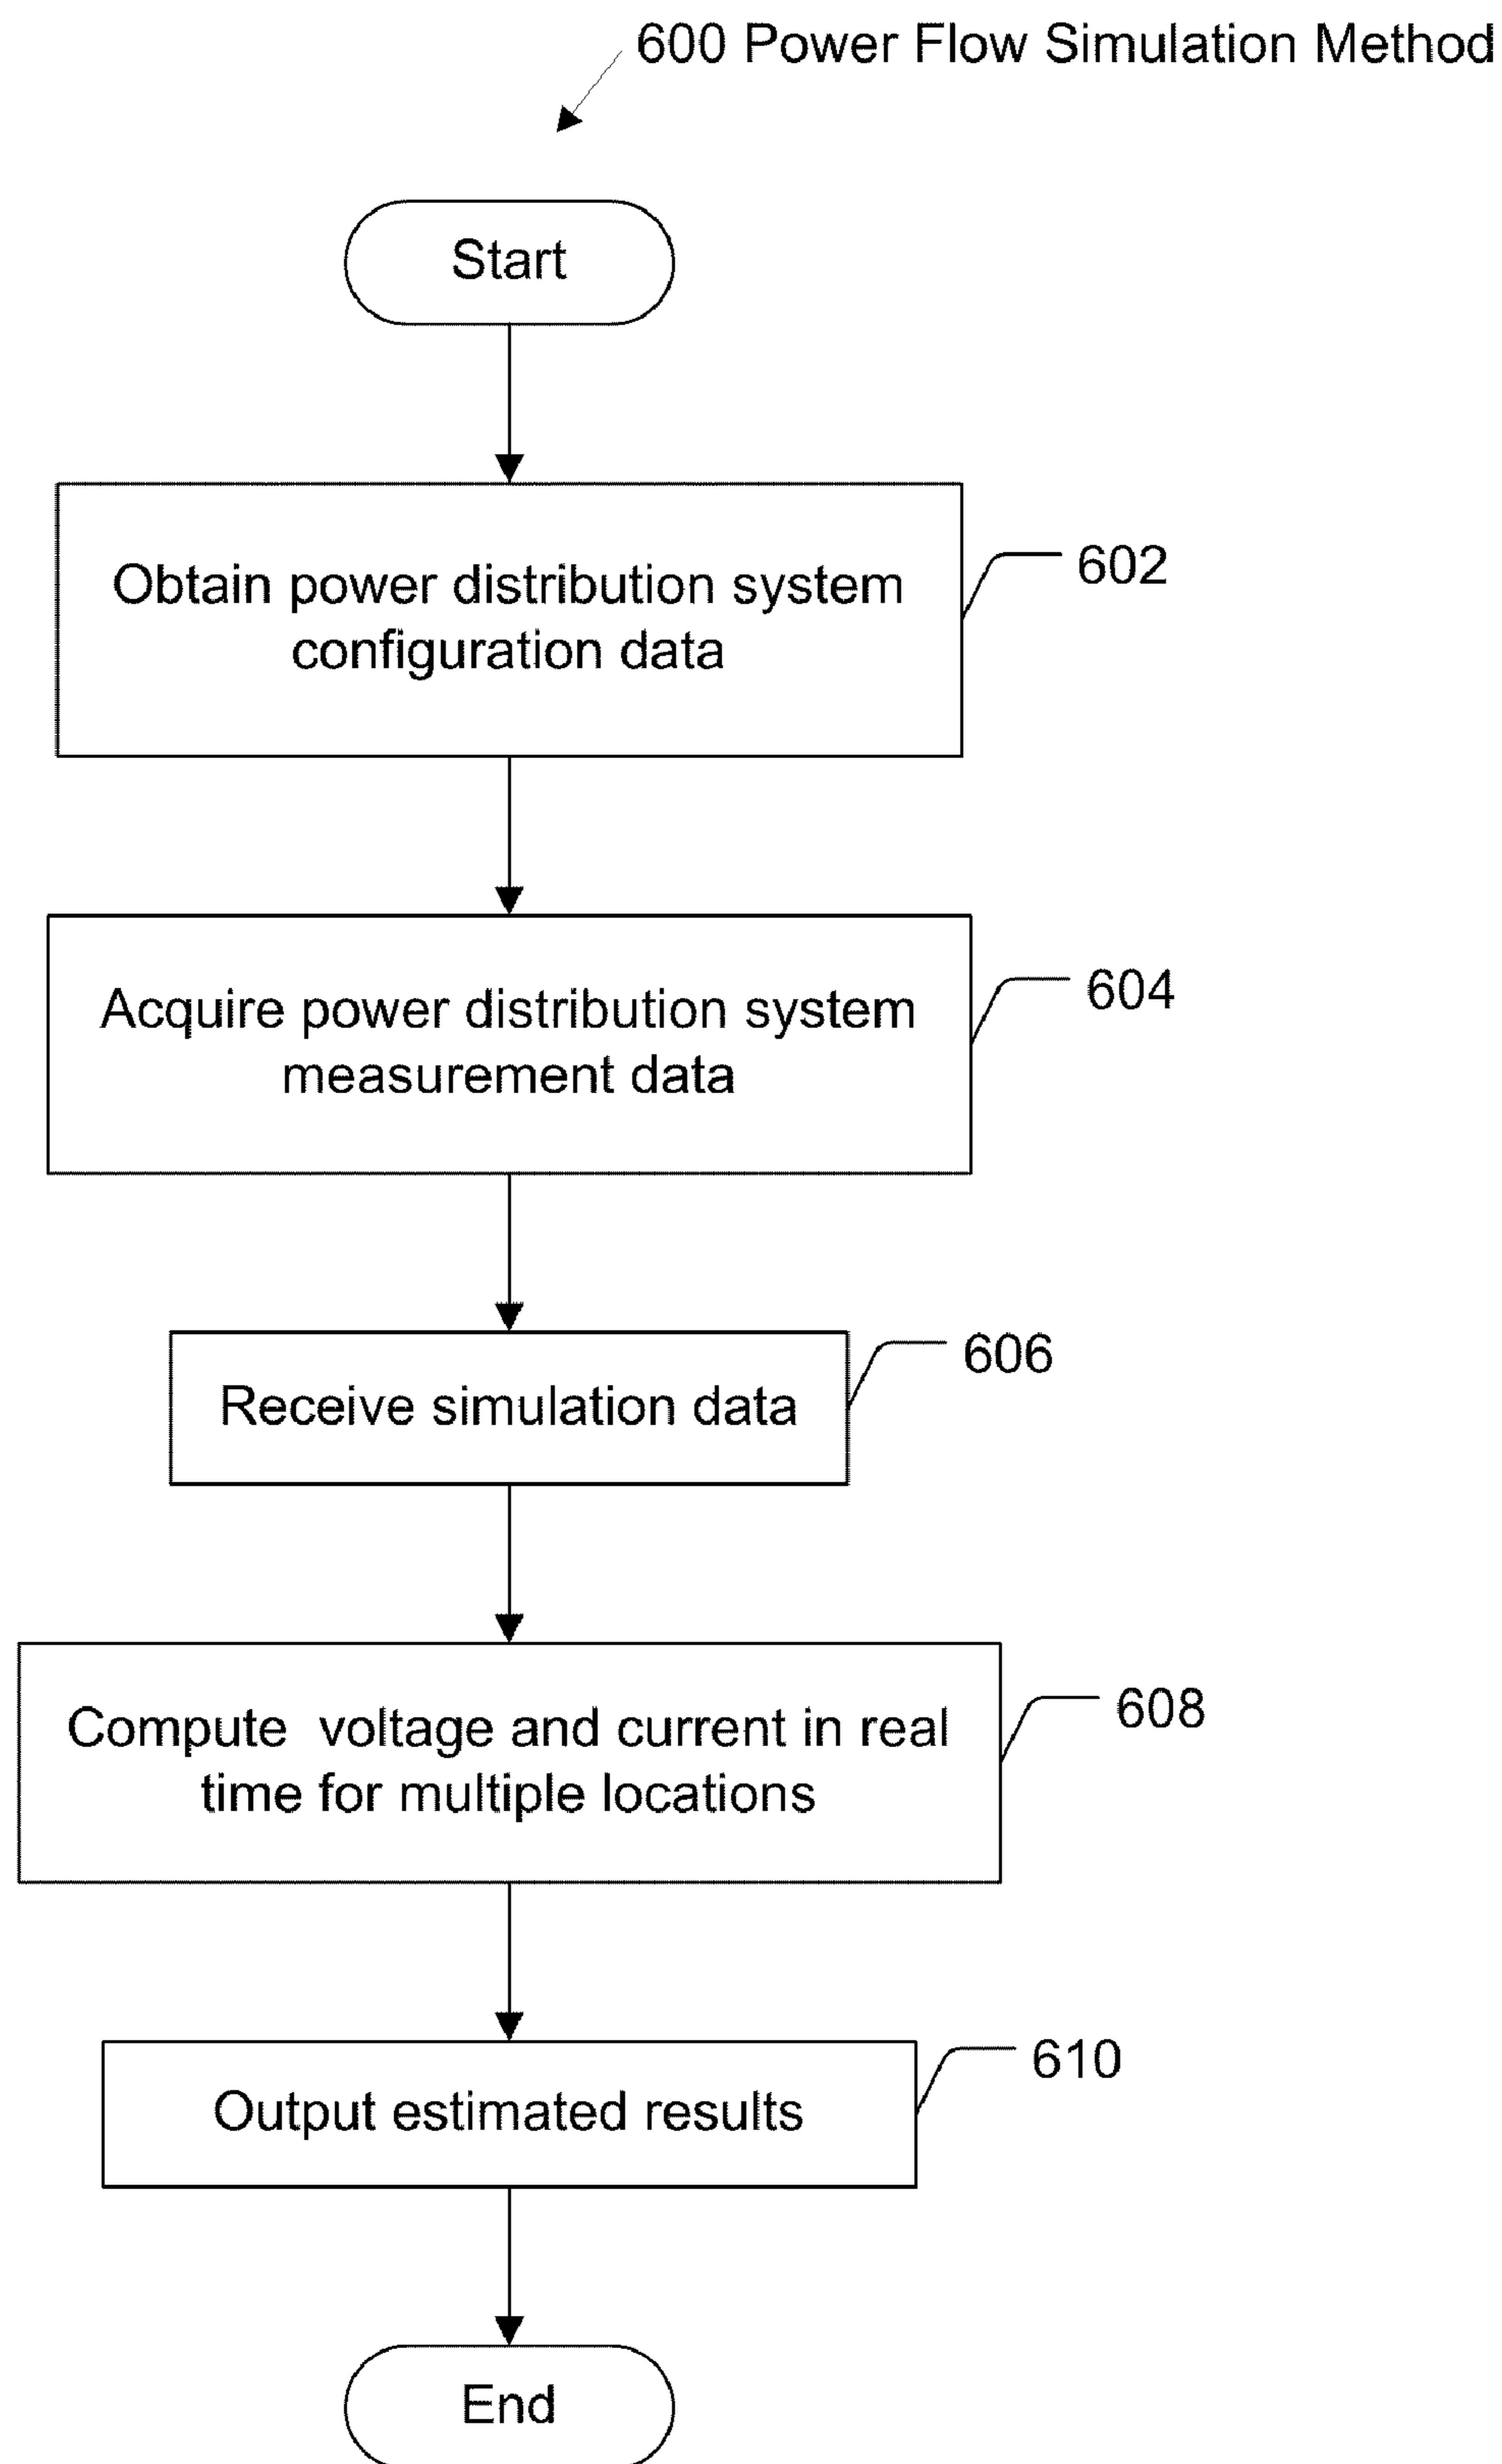 600 Power Flow Simulation Method
Start
Obtain power distribution system
configuration data
602
Acquire power distribution system
measurement data
604
Receive simulation data
606
Compute voltage and current in real
time for multiple locations
608
Output estimated results
610
End